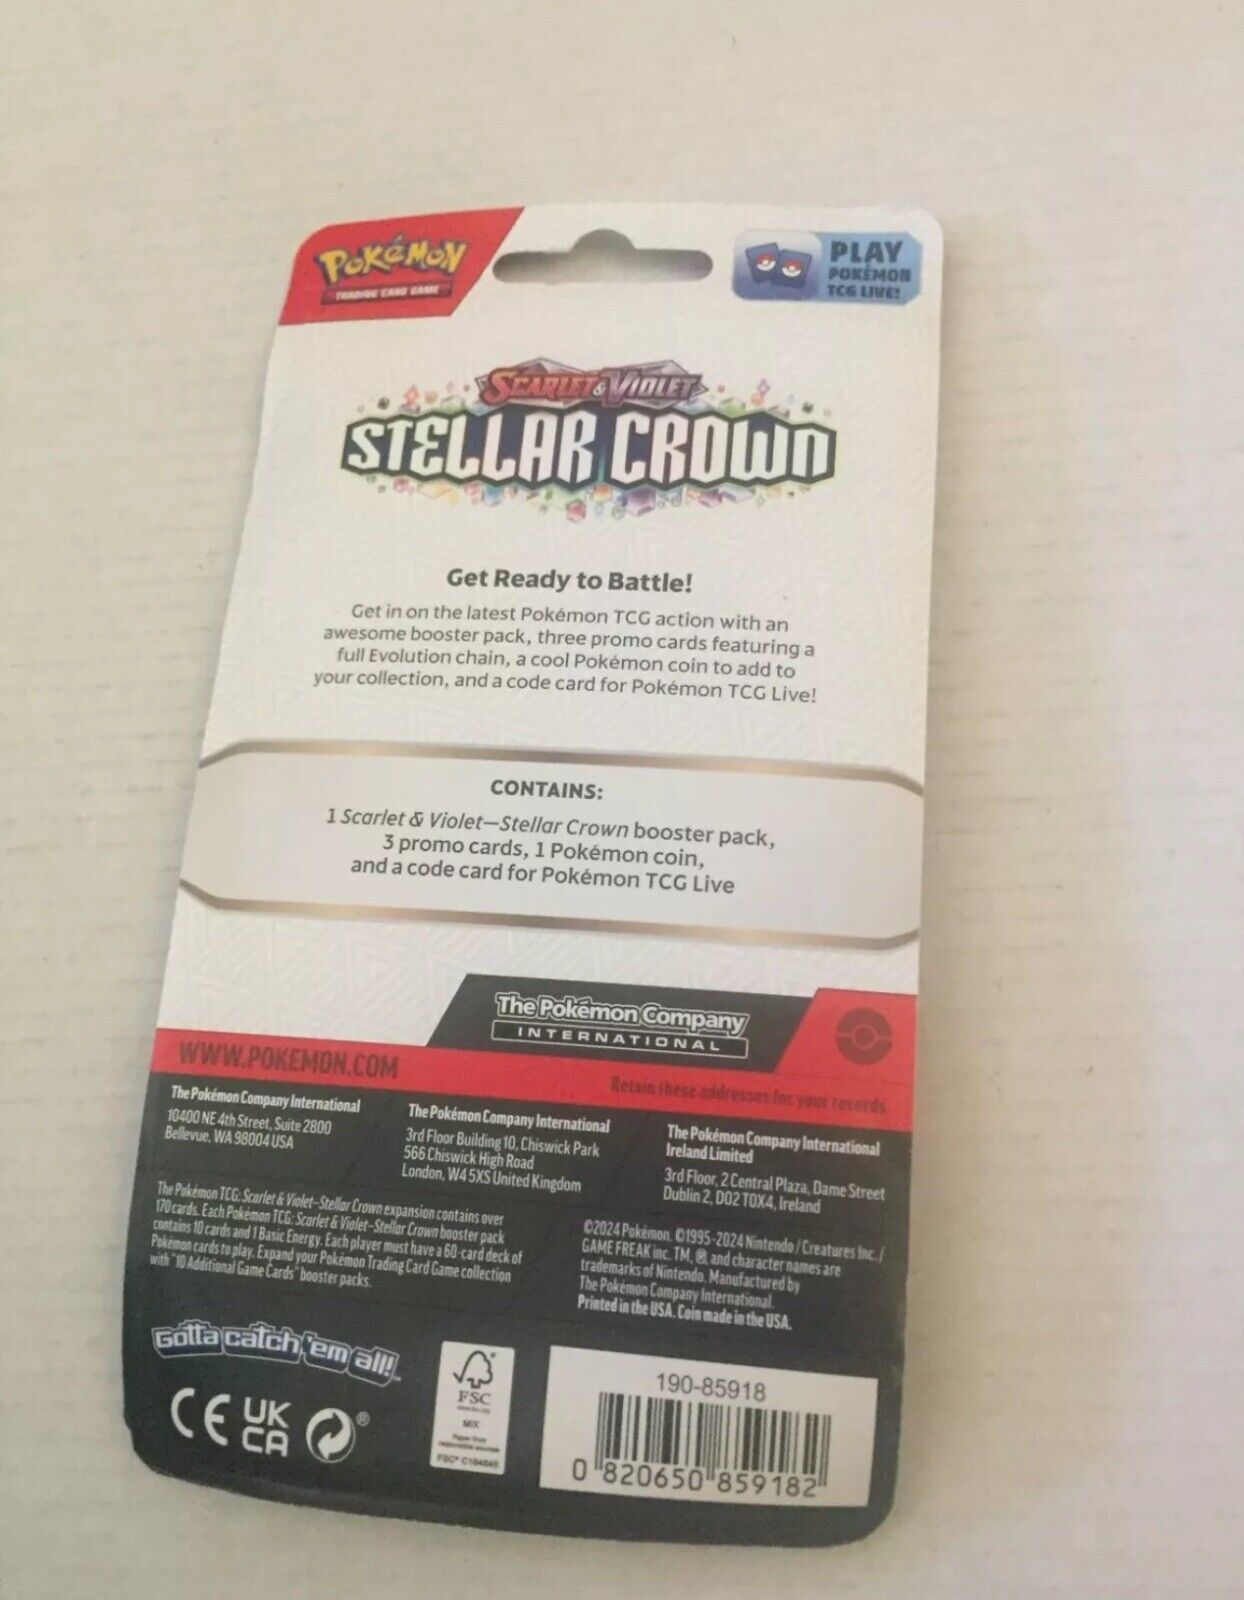 POKéMON
TRADING CARD GAME
PLAY
POKÉMON
TCG LIVE!
SCARLET & VIOLET
STELLAR CROWN
Get Ready to Battle!
Get in on the latest Pokémon TCG action with an
awesome booster pack, three promo cards featuring a
full Evolution chain, a cool Pokémon coin to add to
your collection, and a code card for Pokémon TCG Live!
CONTAINS:
1 Scarlet & Violet—Stellar Crown booster pack,
3 promo cards, 1 Pokémon coin,
and a code card for Pokémon TCG Live
The Pokémon Company
INTERNATIONAL
WWW.POKEMON.COM
Retain these addresses for your records
The Pokémon Company International
10400 NE 4th Street, Suite 2800
Bellevue, WA 98004 USA
The Pokémon Company International
3rd Floor Building 10, Chiswick Park
566 Chiswick High Road
London, W4 5XS United Kingdom
The Pokémon Company International
Ireland Limited
3rd Floor, 2 Central Plaza, Dame Street
Dublin 2, D02 T0X4, Ireland
The Pokémon TCG: Scarlet & Violet—Stellar Crown expansion contains over
170 cards. Each Pokémon TCG: Scarlet & Violet—Stellar Crown booster pack
contains 10 cards and 1 Basic Energy. Each player must have a 60-card deck of
Pokémon cards to play. Expand your Pokémon Trading Card Game collection
with "10 Additional Game Cards" booster packs.
©2024 Pokémon. ©1995-2024 Nintendo / Creatures Inc. /
GAME FREAK inc. TM, ®, and character names are
trademarks of Nintendo. Manufactured by
The Pokémon Company International.
Printed in the USA. Coin made in the USA.
Gotta catch 'em all!
CE
UK
CA
®
FSC
MIX
Paper from
responsible sources
FSC® C194845
190-85918
0 820650 859182